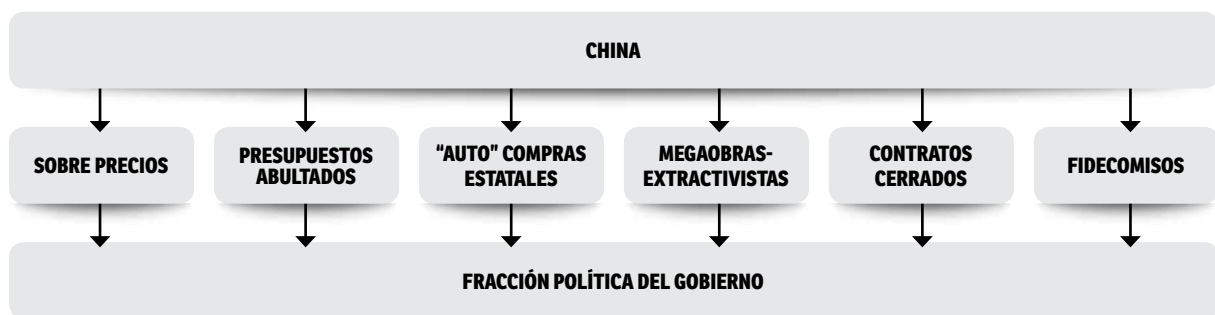 CHINA
SOBRE PRECIOS
PRESUPUESTOS
ABULTADOS
“AUTO” COMPRAS
ESTATALES
MEGAOBRAS-
EXTRACTIVISTAS
CONTRATOS
CERRADOS
FIDECOMISOS
FRACCIÓN POLÍTICA DEL GOBIERNO